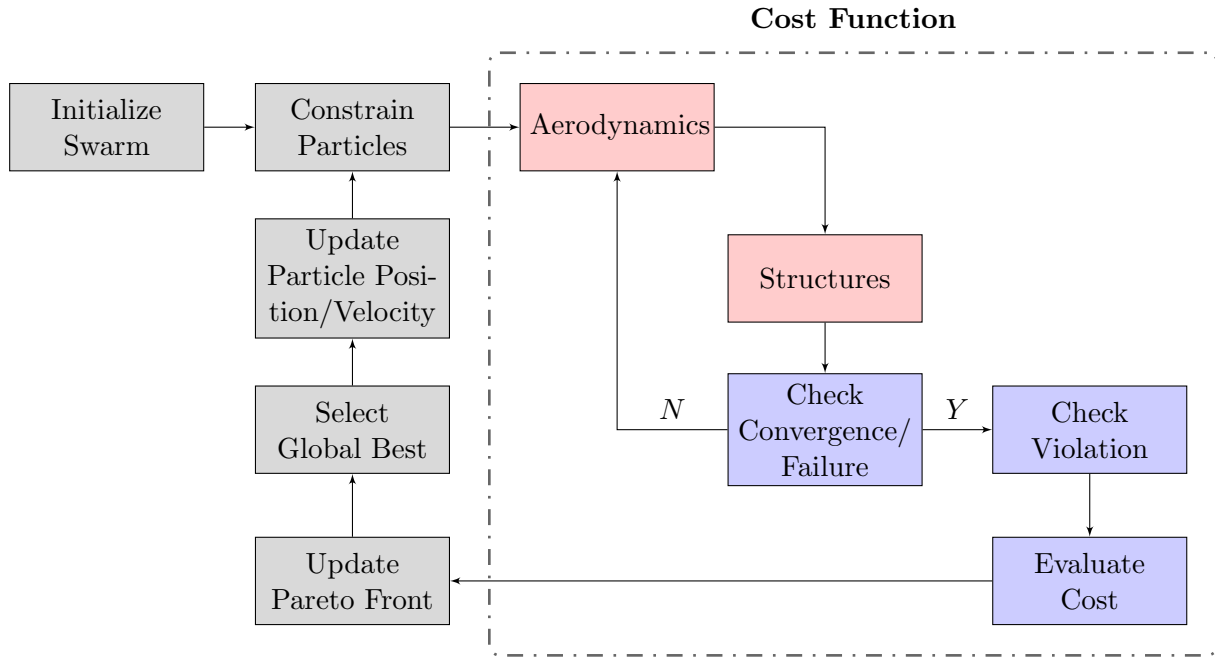 Cost Function
Initialize
Swarm
Constrain
Particles
Aerodynamics
Update
Particle Posi-
tion/Velocity
Structures
Select
Global Best
N
Check
Convergence/
Failure
Y
Check
Violation
Update
Pareto Front
Evaluate
Cost